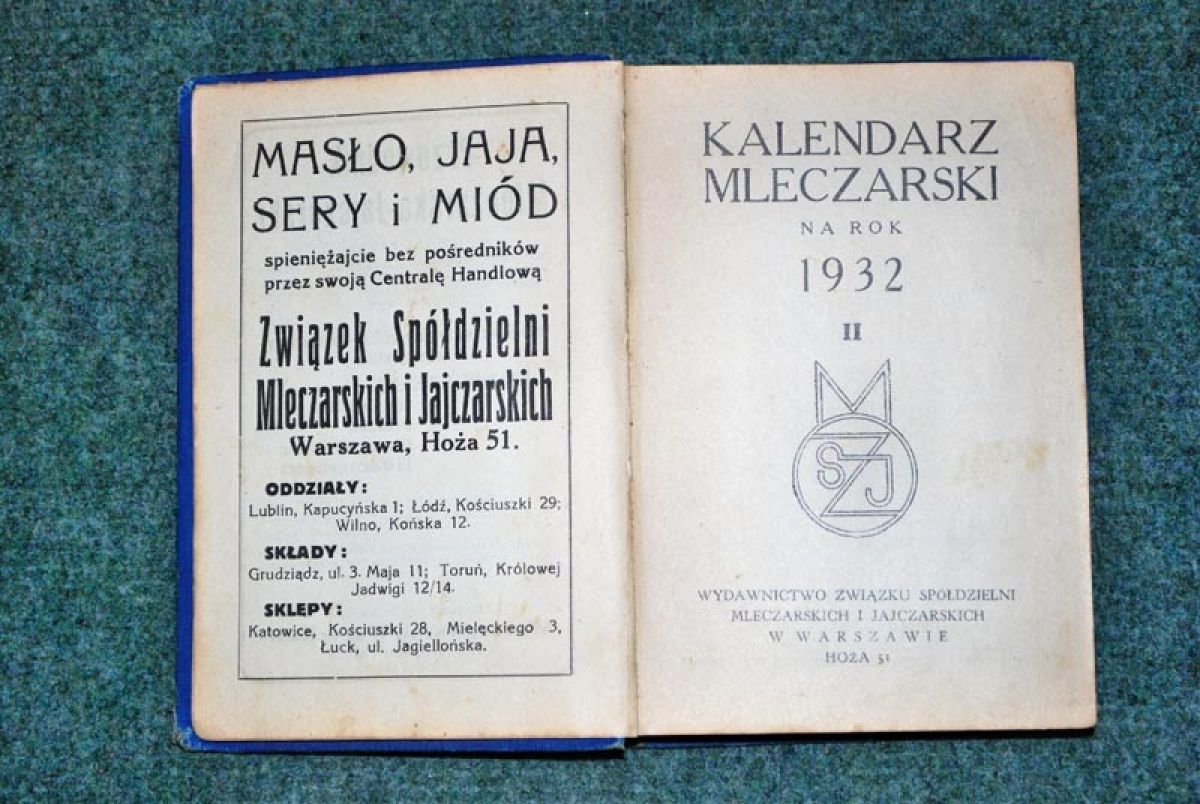 MASŁO, JAJA,
SERY i MIÓD
spieniężajcie bez pośredników
przez swoją Centralę Handlową
Związek Spółdzielni
Mleczarskich i Jajczarskich
Warszawa, Hoża 51.
ODDZIAŁY:
Lublin, Kapucyńska 1; Łódź, Kościuszki 29;
Wilno, Końska 12.
SKŁADY:
Grudziądz, ul. 3. Maja 11; Toruń, Królowej
Jadwigi 12/14.
SKLEPY:
Katowice, Kościuszki 28, Mielęckiego 3,
Łuck, ul. Jagiellońska.
KALENDARZ
MLECZARSKI
NA ROK
1932
II
M
SZJ
WYDAWNICTWO ZWIĄZKU SPÓŁDZIELNI
MLECZARSKICH I JAJCZARSKICH
W WARSZAWIE
HOŻA 51